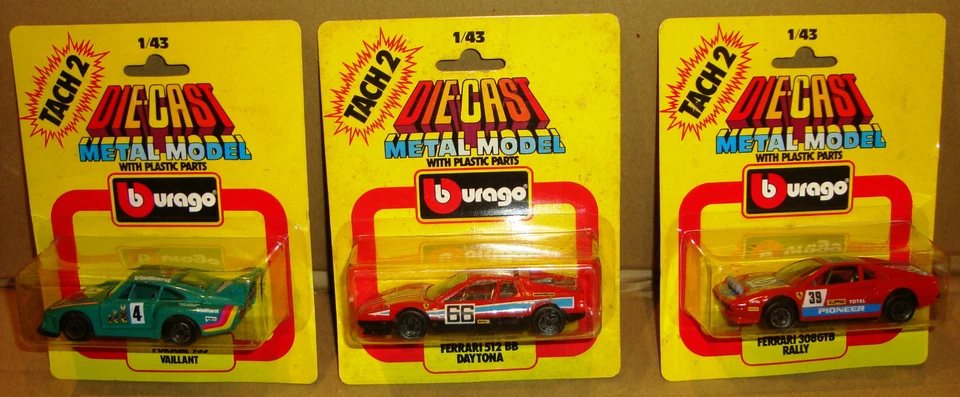 1/43
TACH 2
DIE-CAST
METAL MODEL
WITH PLASTIC PARTS
burago
4
Vaillant
VAILLANT
1/43
TACH 2
DIE-CAST
METAL MODEL
WITH PLASTIC PARTS
burago
66
FERRARI 512 BB
DAYTONA
1/43
TACH 2
DIE-CAST
METAL MODEL
WITH PLASTIC PARTS
burago
39
TOTAL
PIONEER
FERRARI 308GTB
RALLY